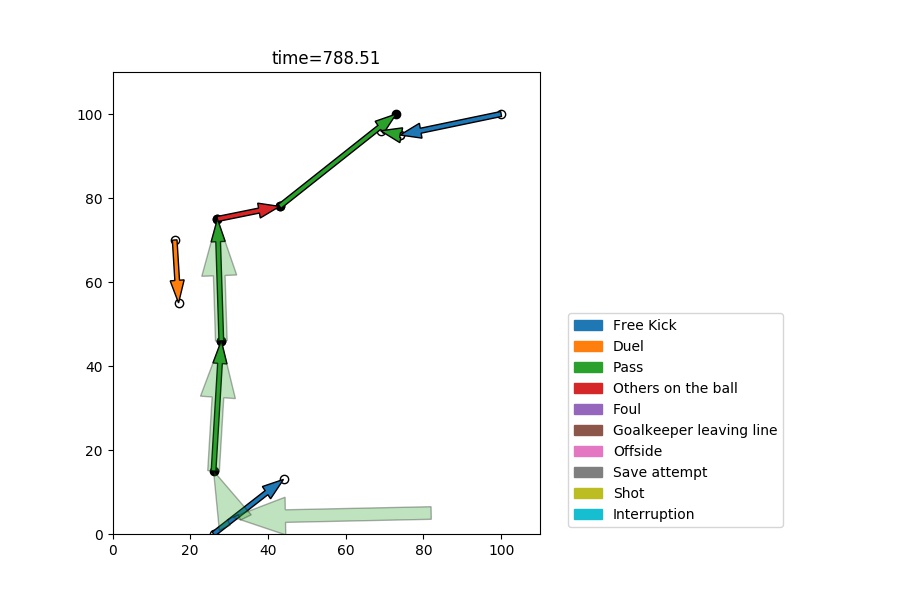 time=788.51
100
80
60
40
20
0
0 20 40 60 80 100
Free Kick
Duel
Pass
Others on the ball
Foul
Goalkeeper leaving line
Offside
Save attempt
Shot
Interruption